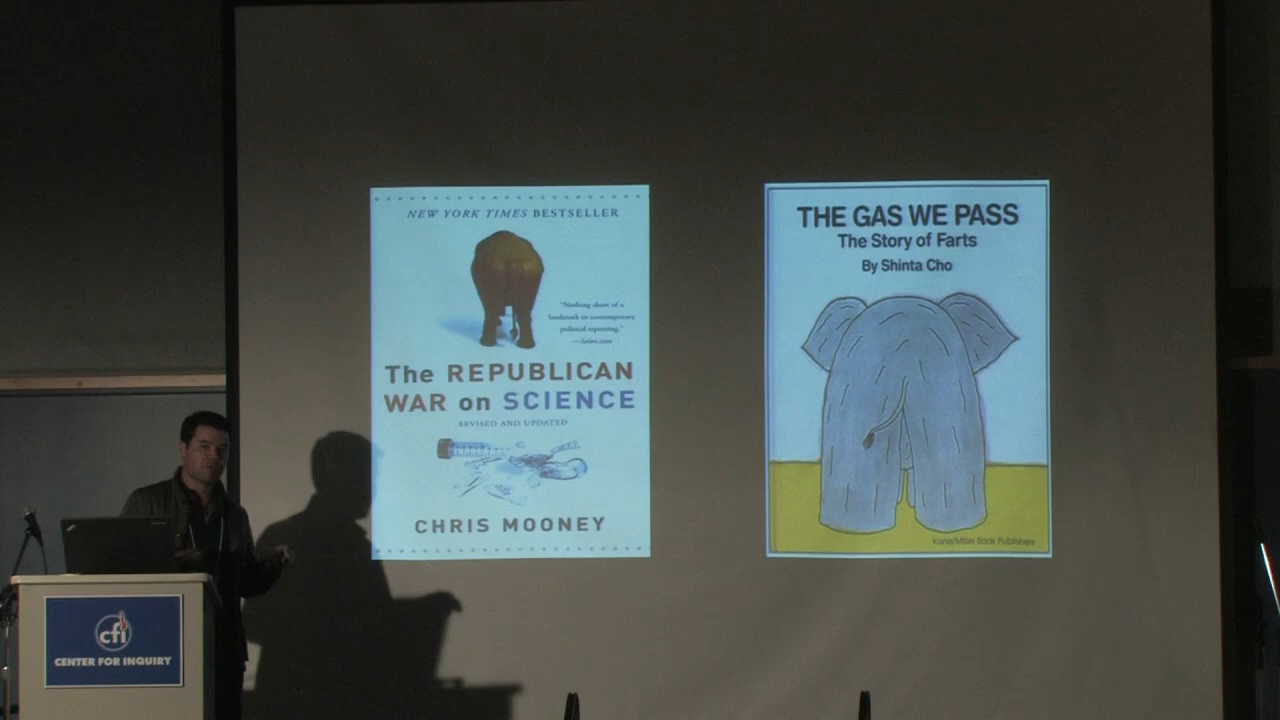 NEW YORK TIMES BESTSELLER
"Nothing short of a
landmark in contemporary
political reporting."
—Salon.com
The REPUBLICAN
WAR on SCIENCE
REVISED AND UPDATED
CHRIS MOONEY
THE GAS WE PASS
The Story of Farts
By Shinta Cho
Kane/Miller Book Publishers
cfi
CENTER FOR INQUIRY